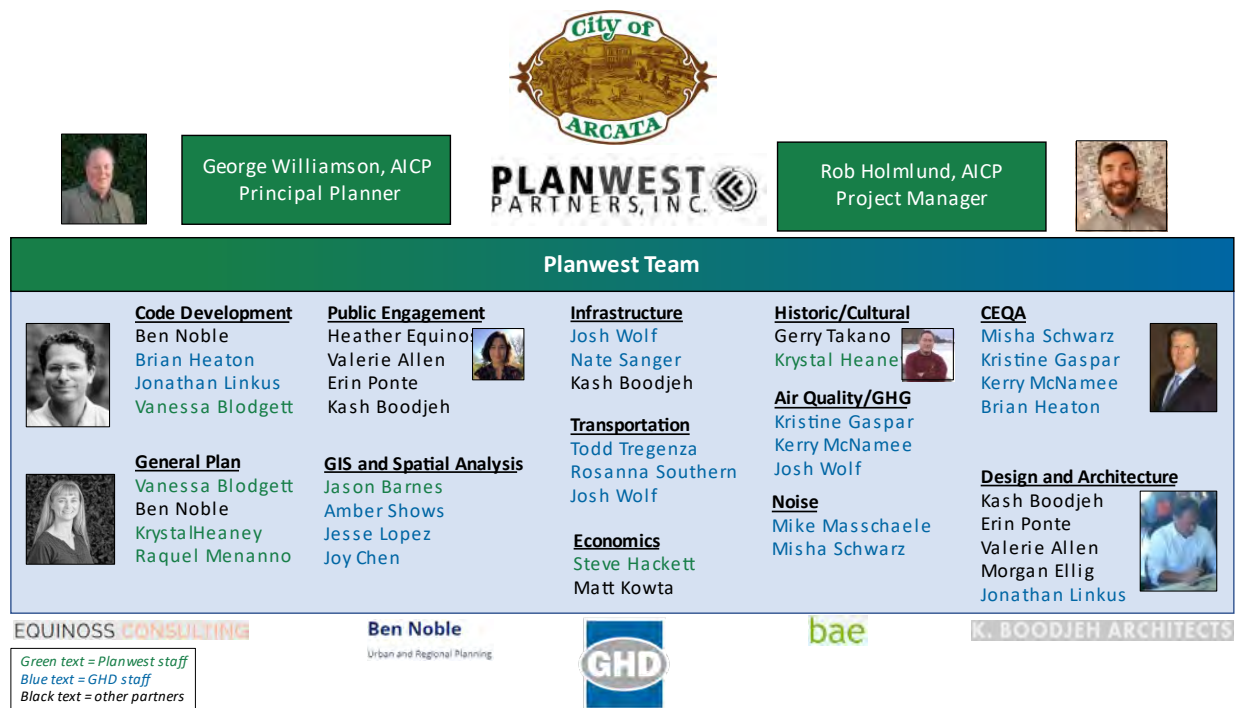 City of
ARCATA
George Williamson, AICP
Principal Planner
PLANWEST
PARTNERS, INC.
Rob Holmlund, AICP
Project Manager
Planwest Team
Code Development
Ben Noble
Brian Heaton
Jonathan Linkus
Vanessa Blodgett
General Plan
Vanessa Blodgett
Ben Noble
KrystalHeaney
Raquel Menanno
Public Engagement
Heather Equinos
Valerie Allen
Erin Ponte
Kash Boodjeh
GIS and Spatial Analysis
Jason Barnes
Amber Shows
Jesse Lopez
Joy Chen
Infrastructure
Josh Wolf
Nate Sanger
Kash Boodjeh
Transportation
Todd Tregenza
Rosanna Southern
Josh Wolf
Economics
Steve Hackett
Matt Kowta
Historic/Cultural
Gerry Takano
Krystal Heane
Air Quality/GHG
Kristine Gaspar
Kerry McNamee
Josh Wolf
Noise
Mike Masschaele
Misha Schwarz
CEQA
Misha Schwarz
Kristine Gaspar
Kerry McNamee
Brian Heaton
Design and Architecture
Kash Boodjeh
Erin Ponte
Valerie Allen
Morgan Ellig
Jonathan Linkus
EQUINOSS CONSULTING
Ben Noble
Urban and Regional Planning
GHD
bae
K. BOODJEH ARCHITECTS
Green text = Planwest staff
Blue text = GHD staff
Black text = other partners